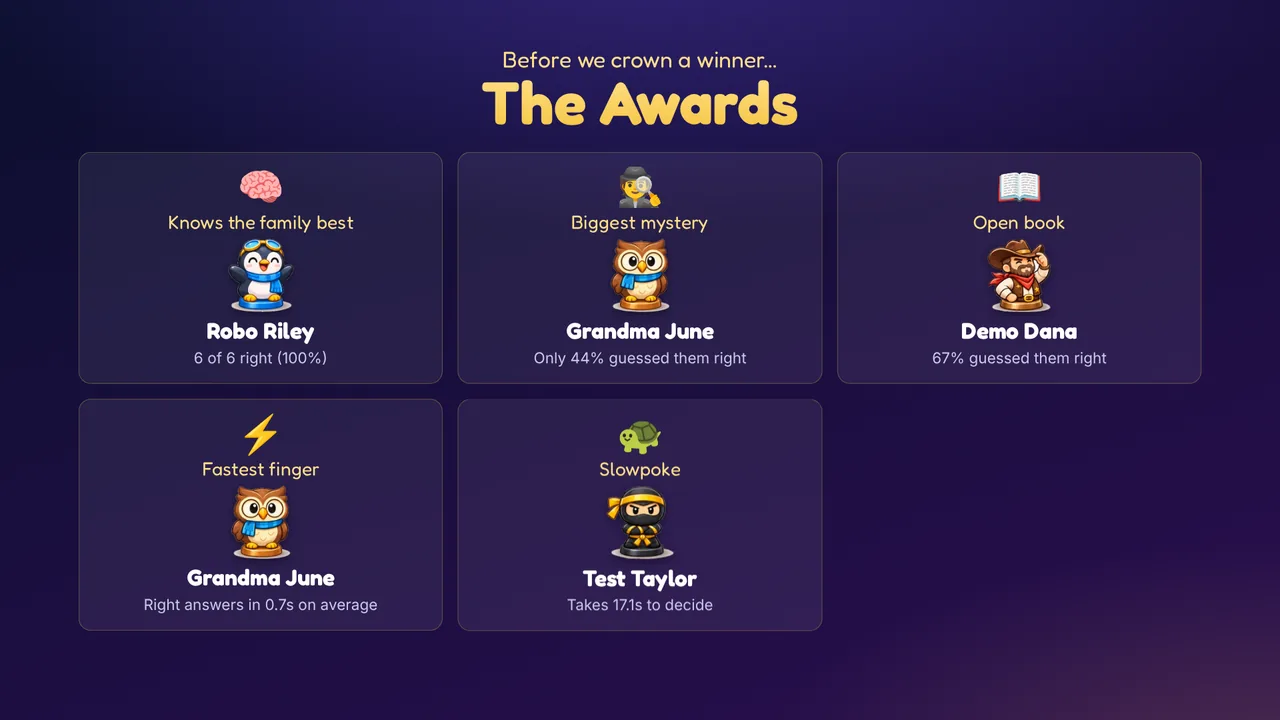 Before we crown a winner...
The Awards
Knows the family best
Robo Riley
6 of 6 right (100%)
Biggest mystery
Grandma June
Only 44% guessed them right
Open book
Demo Dana
67% guessed them right
Fastest finger
Grandma June
Right answers in 0.7s on average
Slowpoke
Test Taylor
Takes 17.1s to decide